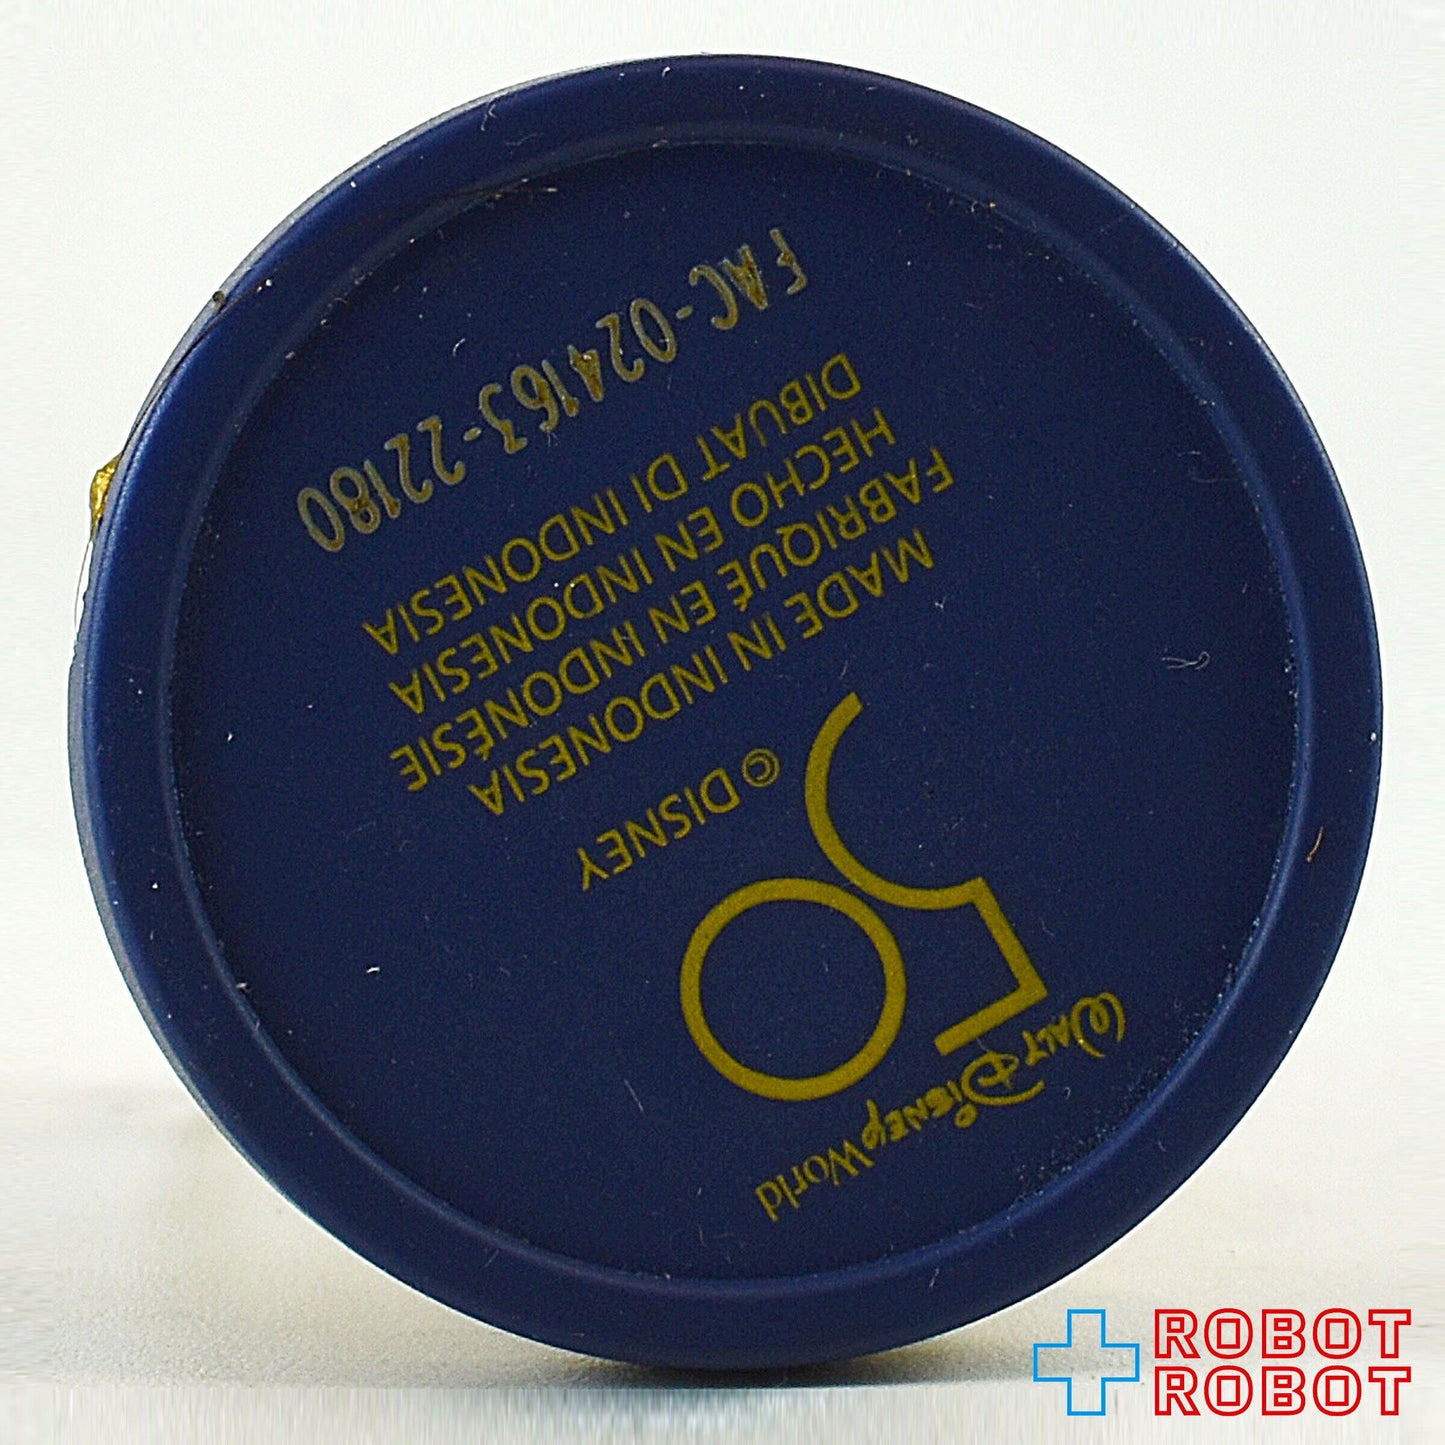 WALT DISNEY World
50
© DISNEY
MADE IN INDONESIA
FABRIQUÉ EN INDONÉSIE
HECHO EN INDONESIA
DIBUAT DI INDONESIA
FAC-024163-22180
ROBOT
ROBOT